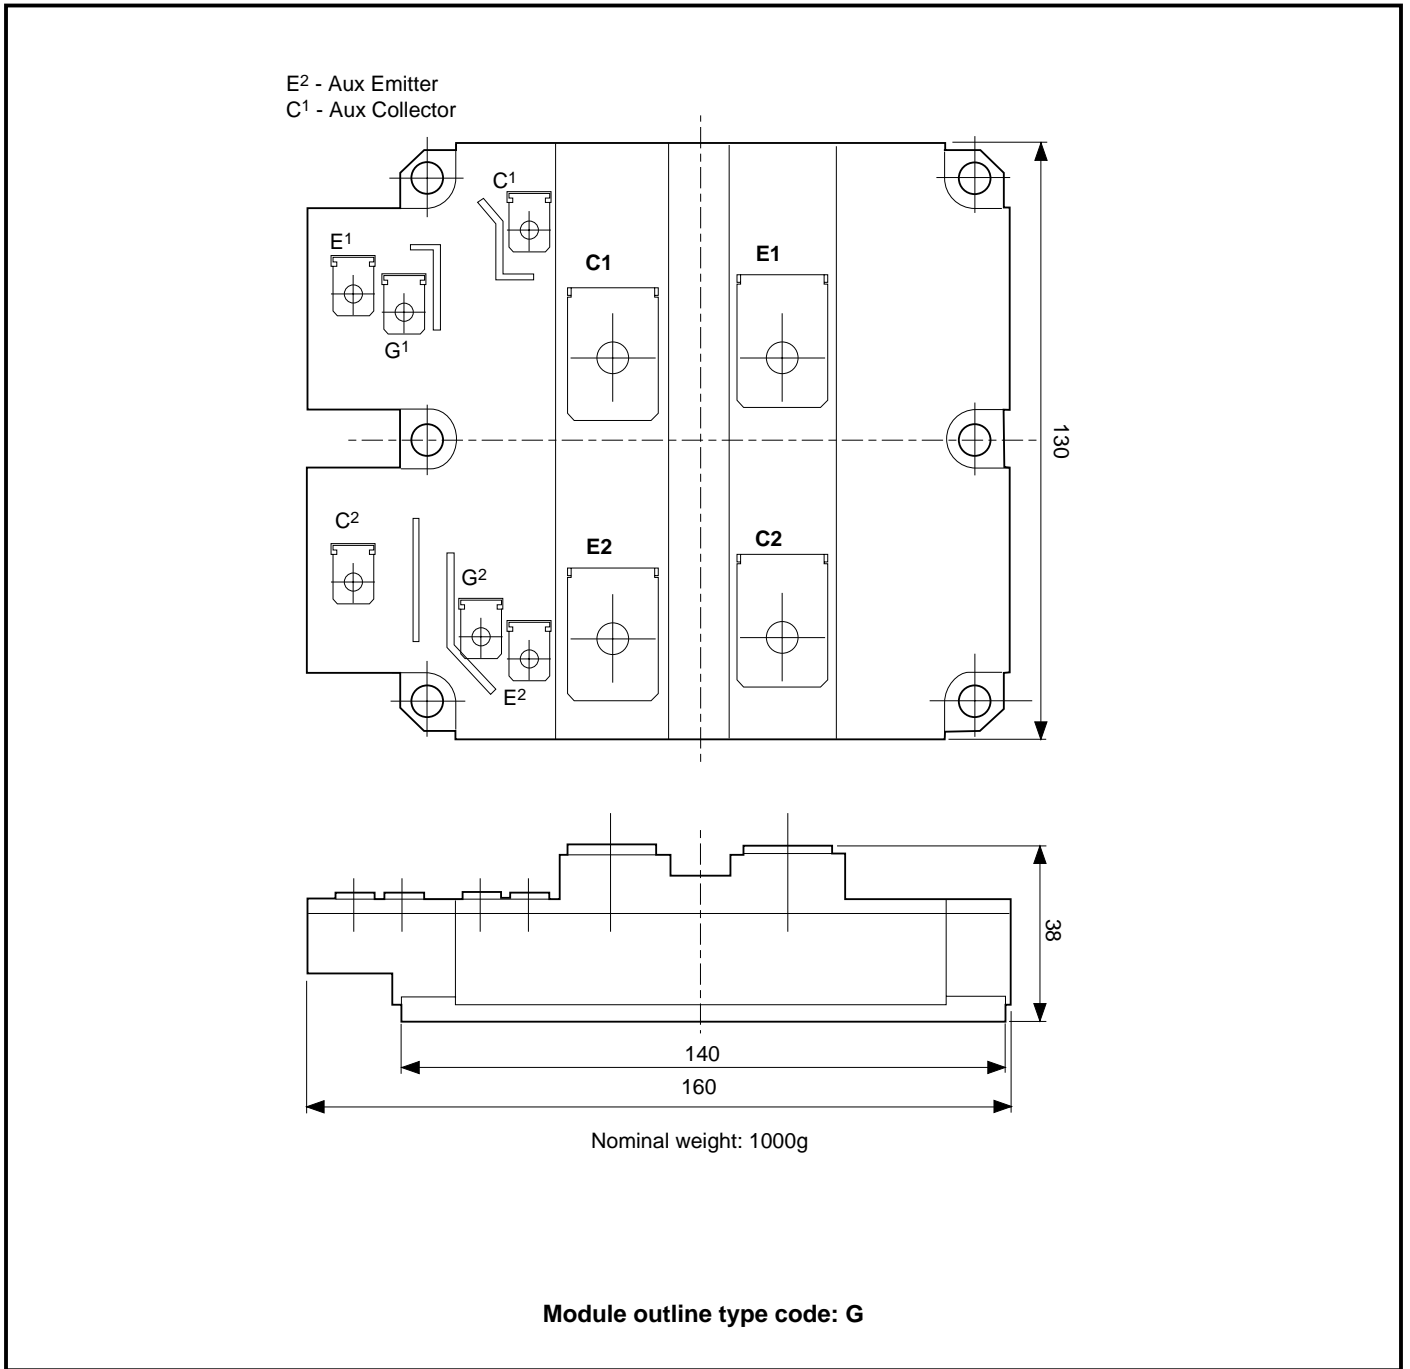 E² - Aux Emitter
C¹ - Aux Collector
C¹
E¹
C1
E1
G¹
130
C²
E2
C2
G²
E²
38
140
160
Nominal weight: 1000g
Module outline type code: G